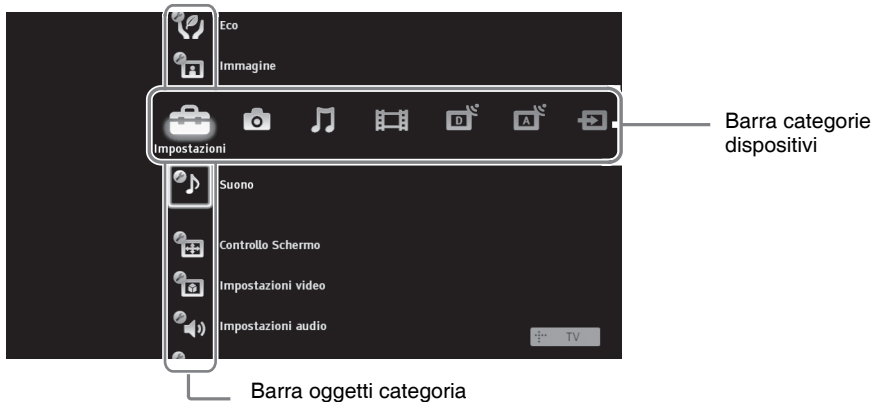 Eco
Immagine
D
A
Impostazioni
Barra categorie
dispositivi
Suono
Controllo Schermo
Impostazioni video
Impostazioni audio
TV
Barra oggetti categoria